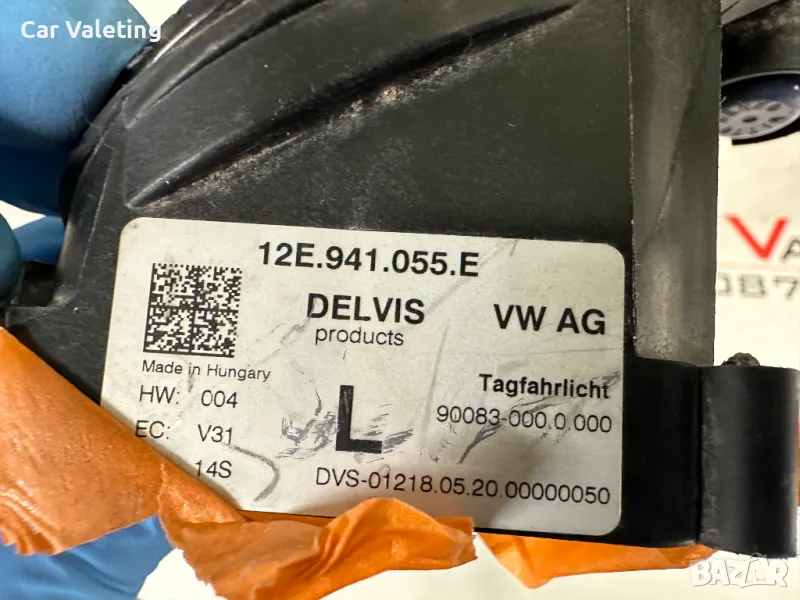 Car Valeting
12E.941.055.E
DELVIS
products
VW AG
Made in Hungary
HW: 004
L
Tagfahrlicht
90083-000.0.000
EC: V31
14S
DVS-01218.05.20.00000050
087
BAZAR